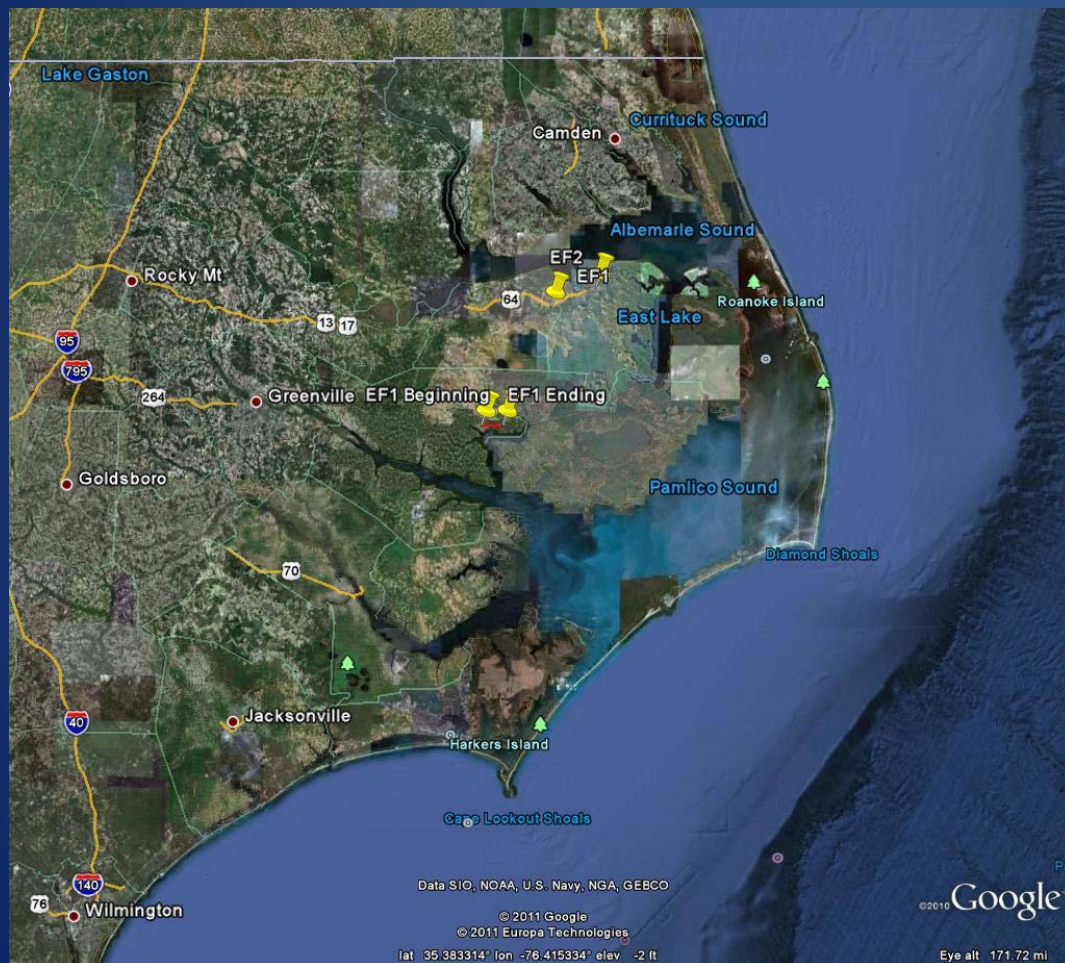 Lake Gaston
Currituck Sound
Camden
Albemarle Sound
EF2
EF1
Rocky Mt
64
Roanoke Island
East Lake
13 17
95
795
264
Greenville
EF1 Beginning
EF1 Ending
Goldsboro
Pamlico Sound
Diamond Shoals
70
Jacksonville
40
Harkers Island
Cape Lookout Shoals
Data SIO, NOAA, U.S. Navy, NGA, GEBCO
140
76
Wilmington
©2010 Google
© 2011 Google
© 2011 Europa Technologies
lat 35.383314° lon -76.415334° elev -2 ft
Eye alt 171.72 mi